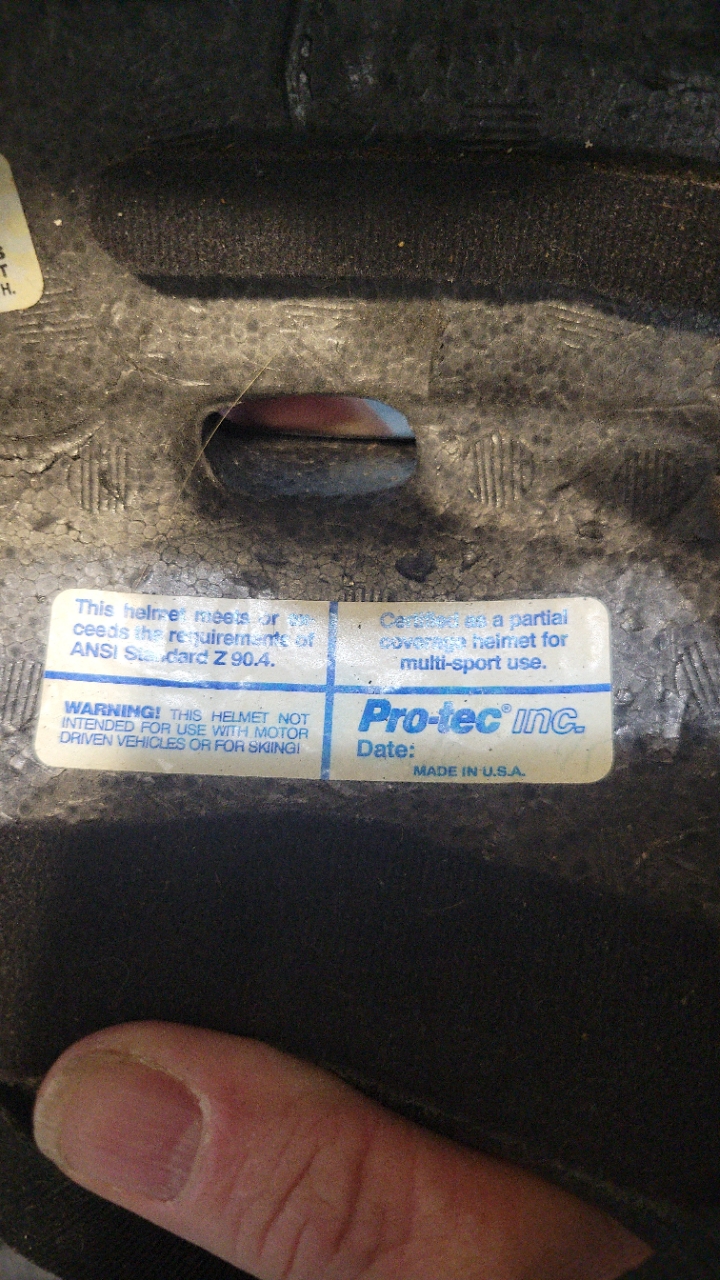 S
T
H.
This helmet meets or ex-
ceeds the requirements of
ANSI Standard Z 90.4.
Certified as a partial
coverage helmet for
multi-sport use.
WARNING! THIS HELMET NOT
INTENDED FOR USE WITH MOTOR
DRIVEN VEHICLES OR FOR SKIING!
Pro-tec® inc.
Date:
MADE IN U.S.A.